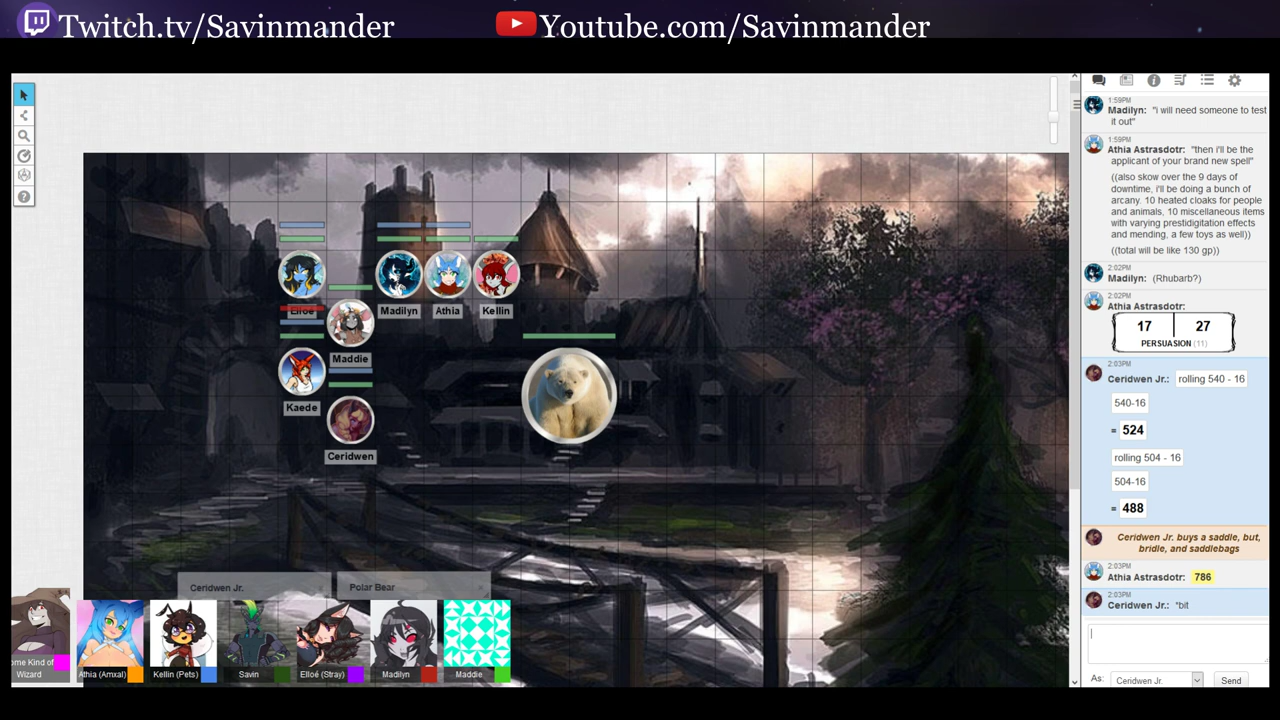 Twitch.tv/Savinmander
Youtube.com/Savinmander
1:59PM
Madilyn: "i will need someone to test
it out"
1:59PM
Athia Astrasdotr: "then i'll be the
applicant of your brand new spell"
((also skow over the 9 days of
downtime, i'll be doing a bunch of
arcany. 10 heated cloaks for people
and animals, 10 miscellaneous items
with varying prestidigitation effects
and mending, a few toys as well))
((total will be like 130 gp))
2:02PM
Madilyn: (Rhubarb?)
2:02PM
Athia Astrasdotr:
17 27
PERSUASION (11)
2:03PM
Ceridwen Jr.: rolling 540 - 16
540-16
= 524
rolling 504 - 16
504-16
= 488
Ceridwen Jr. buys a saddle, but,
bridle, and saddlebags
2:03PM
Athia Astrasdotr: 786
2:03PM
Ceridwen Jr.: *bit
As: Ceridwen Jr. Send
Elloé
Madilyn
Athia
Kellin
Maddie
Kaede
Ceridwen
Ceridwen Jr.
Polar Bear
ome Kind of
Wizard
Athia (Amxal)
Kellin (Pets)
Savin
Elloé (Stray)
Madilyn
Maddie